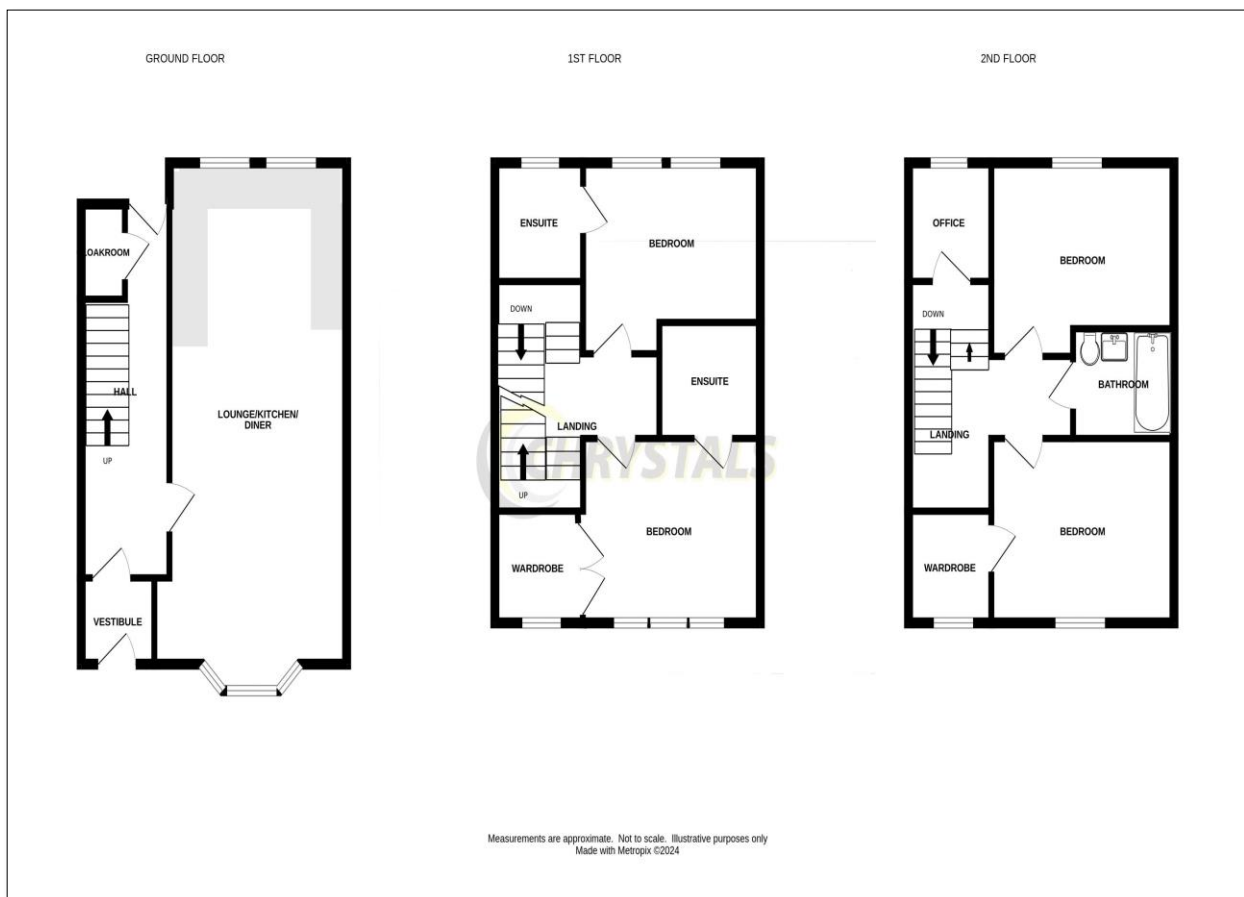 GROUND FLOOR
1ST FLOOR
2ND FLOOR
LOAKROOM
HALL
UP
LOUNGE/KITCHEN/
DINER
VESTIBULE
ENSUITE
BEDROOM
DOWN
ENSUITE
LANDING
CHRYSTALS
UP
BEDROOM
WARDROBE
OFFICE
BEDROOM
DOWN
BATHROOM
LANDING
BEDROOM
WARDROBE
Measurements are approximate. Not to scale. Illustrative purposes only
Made with Metropix ©2024